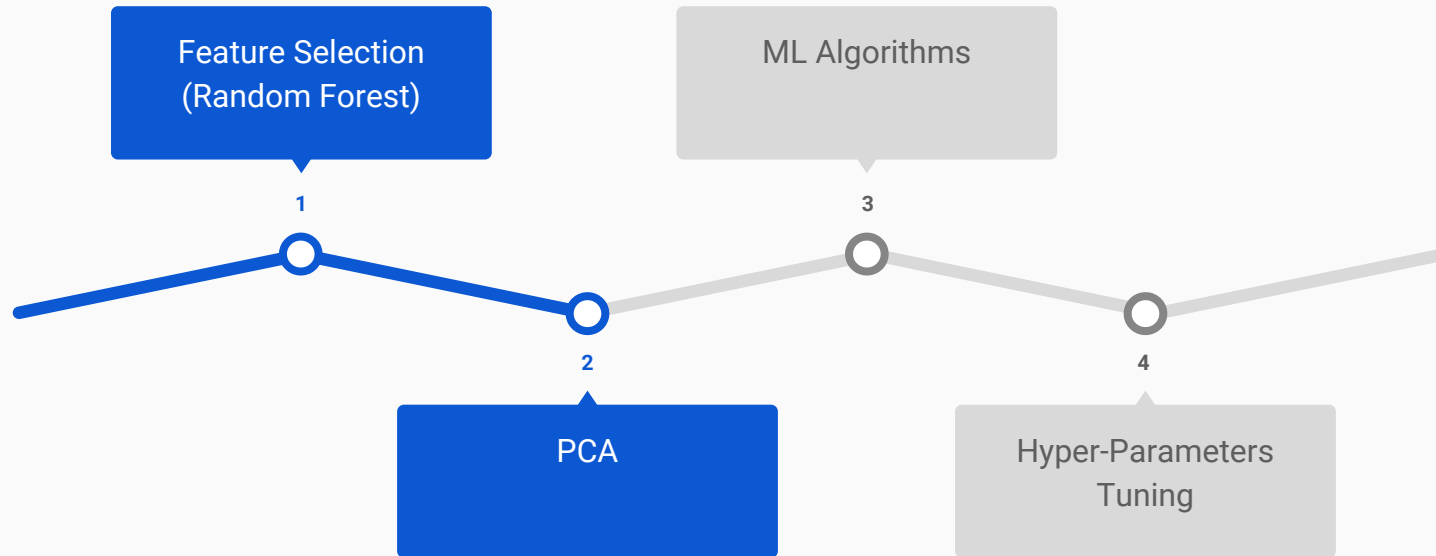 Feature Selection
(Random Forest)
1
2
PCA
ML Algorithms
3
4
Hyper-Parameters
Tuning